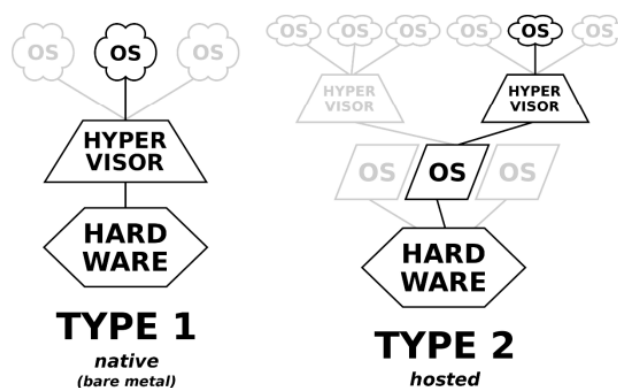 OS OS OS
HYPER
VISOR
HARD
WARE
TYPE 1
native
(bare metal)
OS OS OS OS OS OS
HYPER
VISOR
HYPER
VISOR
OS OS OS
HARD
WARE
TYPE 2
hosted